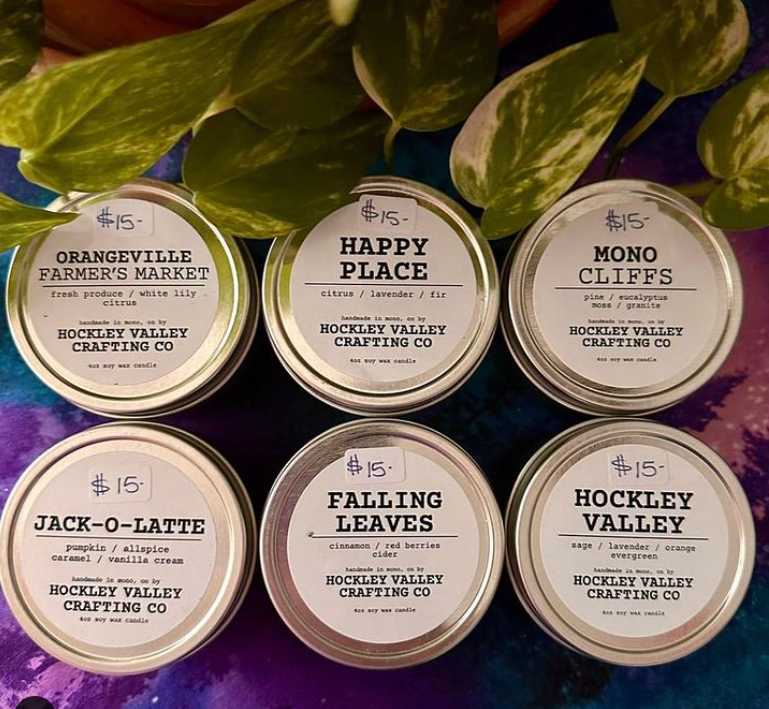 $15-
ORANGEVILLE
FARMER'S MARKET
fresh produce / white lily
citrus
handmade in mono, on by
HOCKLEY VALLEY
CRAFTING CO
4oz soy wax candle
$15-
HAPPY
PLACE
citrus / lavender / fir
handmade in mono, on by
HOCKLEY VALLEY
CRAFTING CO
4oz soy wax candle
$15-
MONO
CLIFFS
pine / eucalyptus
moss / granite
handmade in mono, on by
HOCKLEY VALLEY
CRAFTING CO
4oz soy wax candle
$15-
JACK-O-LATTE
pumpkin / allspice
caramel / vanilla cream
handmade in mono, on by
HOCKLEY VALLEY
CRAFTING CO
4oz soy wax candle
$15-
FALLING
LEAVES
cinnamon / red berries
cider
handmade in mono, on by
HOCKLEY VALLEY
CRAFTING CO
4oz soy wax candle
$15-
HOCKLEY
VALLEY
sage / lavender / orange
evergreen
handmade in mono, on by
HOCKLEY VALLEY
CRAFTING CO
4oz soy wax candle